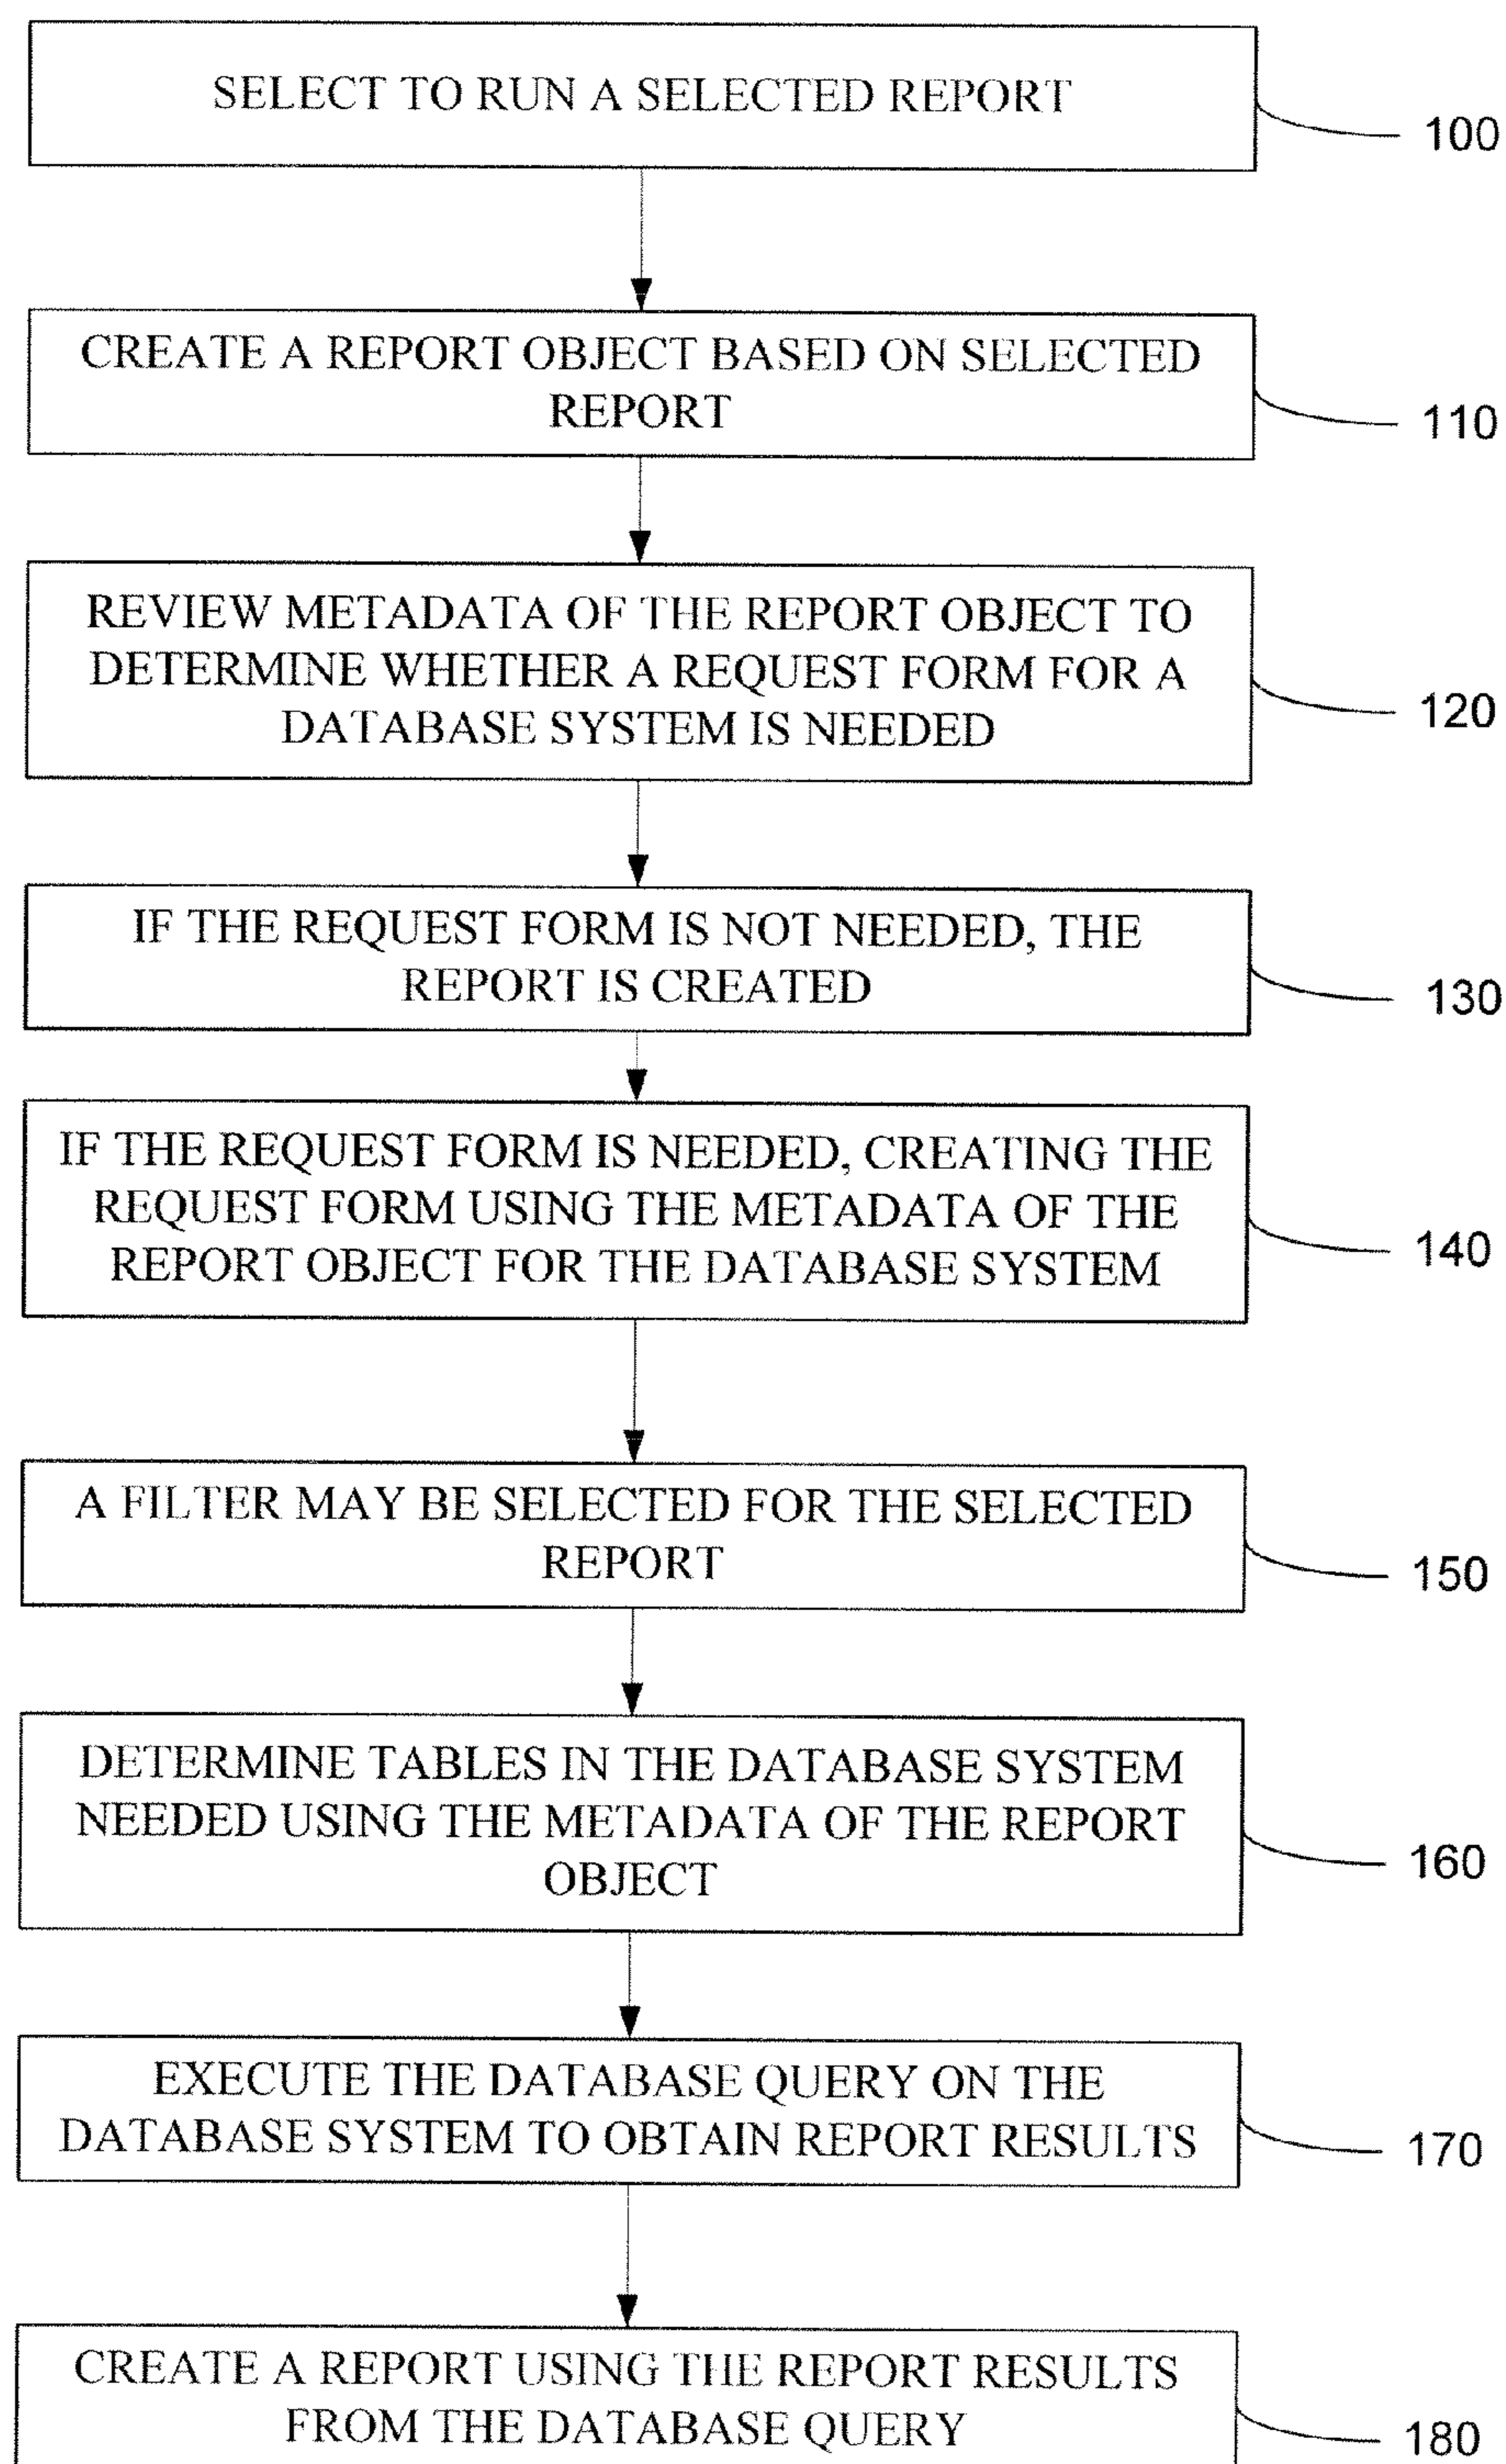 SELECT TO RUN A SELECTED REPORT
100
CREATE A REPORT OBJECT BASED ON SELECTED
REPORT
110
REVIEW METADATA OF THE REPORT OBJECT TO
DETERMINE WHETHER A REQUEST FORM FOR A
DATABASE SYSTEM IS NEEDED
120
IF THE REQUEST FORM IS NOT NEEDED, THE
REPORT IS CREATED
130
IF THE REQUEST FORM IS NEEDED, CREATING THE
REQUEST FORM USING THE METADATA OF THE
REPORT OBJECT FOR THE DATABASE SYSTEM
140
A FILTER MAY BE SELECTED FOR THE SELECTED
REPORT
150
DETERMINE TABLES IN THE DATABASE SYSTEM
NEEDED USING THE METADATA OF THE REPORT
OBJECT
160
EXECUTE THE DATABASE QUERY ON THE
DATABASE SYSTEM TO OBTAIN REPORT RESULTS
170
CREATE A REPORT USING THE REPORT RESULTS
FROM THE DATABASE QUERY
180